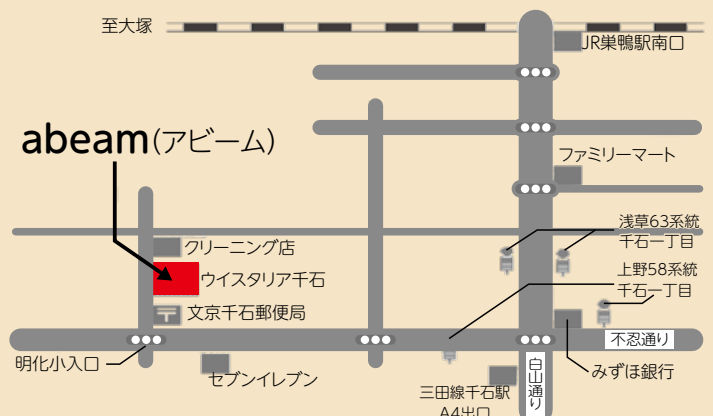 至大塚
JR巣鴨駅南口
abeam(アビーム)
ファミリーマート
浅草63系統
千石一丁目
クリーニング店
上野58系統
千石一丁目
ウイスタリア千石
文京千石郵便局
不忍通り
明化小入口
セブンイレブン
白山通り
みずほ銀行
三田線千石駅
A4出口